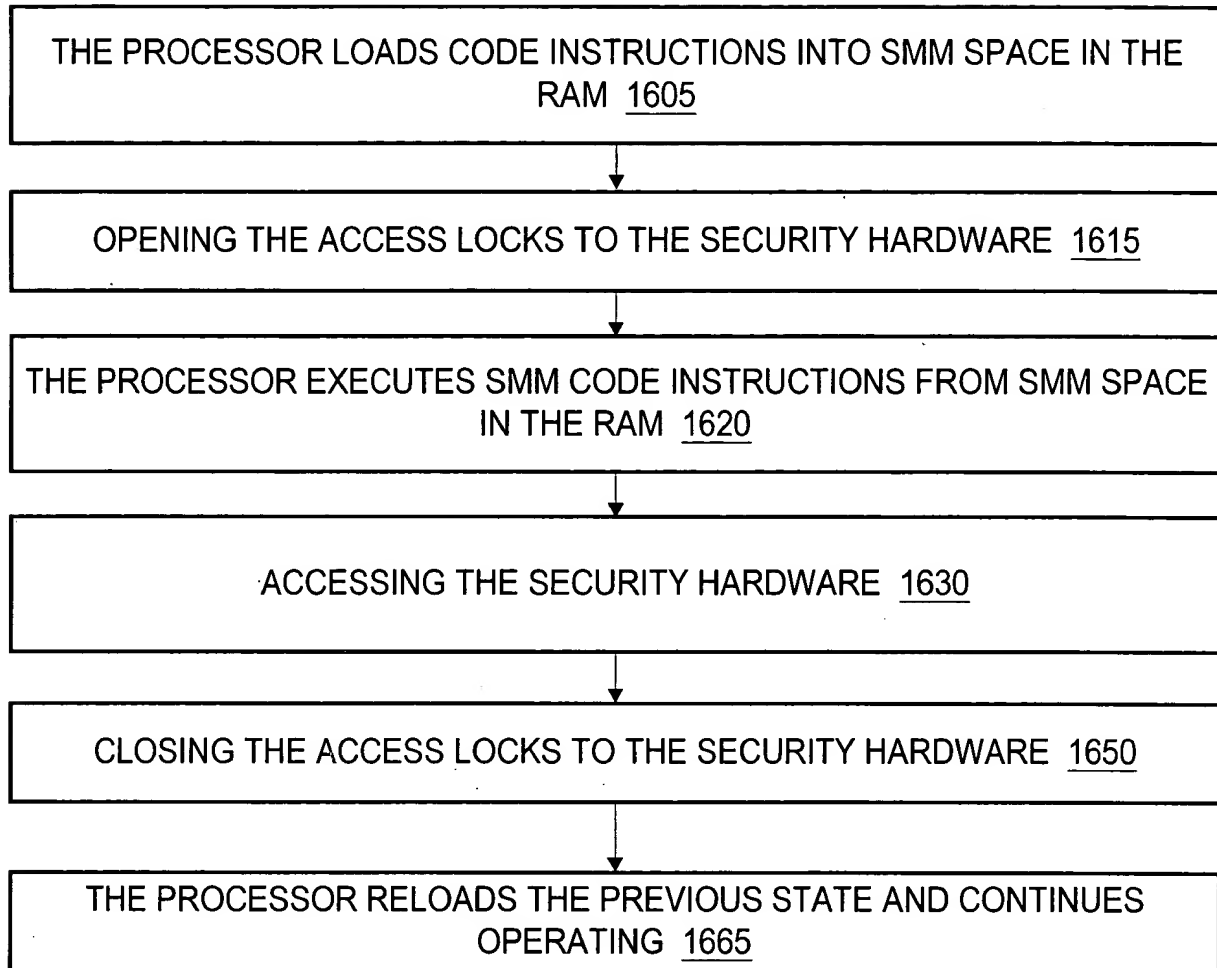 THE PROCESSOR LOADS CODE INSTRUCTIONS INTO SMM SPACE IN THE
RAM 1605
OPENING THE ACCESS LOCKS TO THE SECURITY HARDWARE 1615
THE PROCESSOR EXECUTES SMM CODE INSTRUCTIONS FROM SMM SPACE
IN THE RAM 1620
ACCESSING THE SECURITY HARDWARE 1630
CLOSING THE ACCESS LOCKS TO THE SECURITY HARDWARE 1650
THE PROCESSOR RELOADS THE PREVIOUS STATE AND CONTINUES
OPERATING 1665